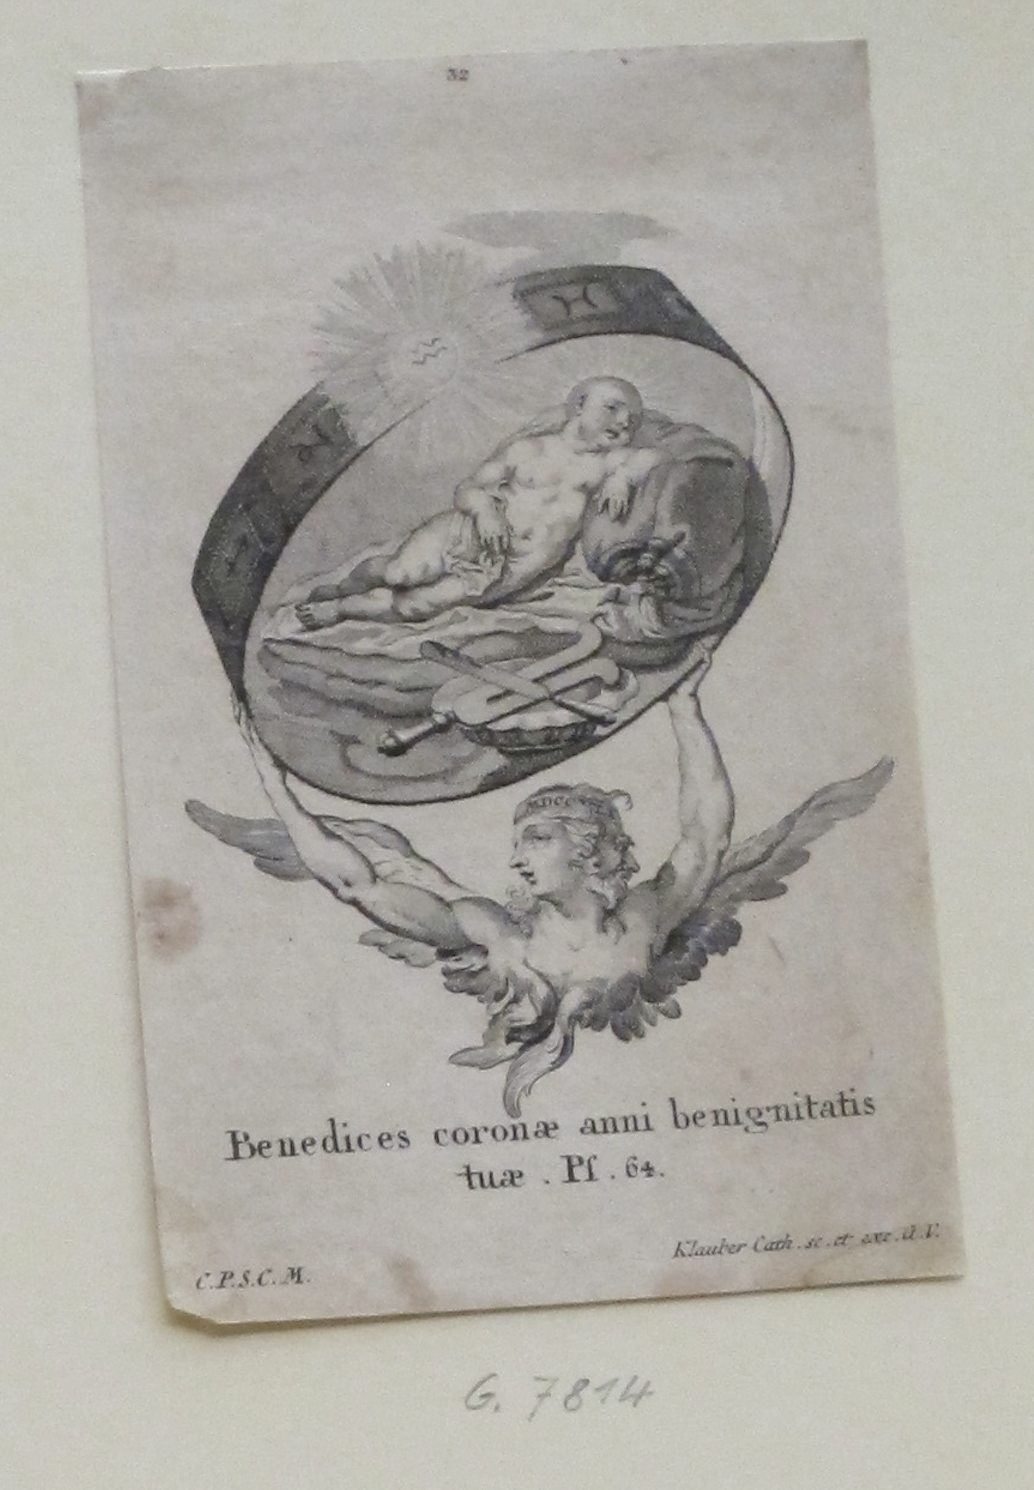 32
Benedices coronæ anni benignitatis
tuæ . Pſ . 64.
Klauber Cath. sc. et exc. A. V.
C. P. S. C. M.
G. 7814